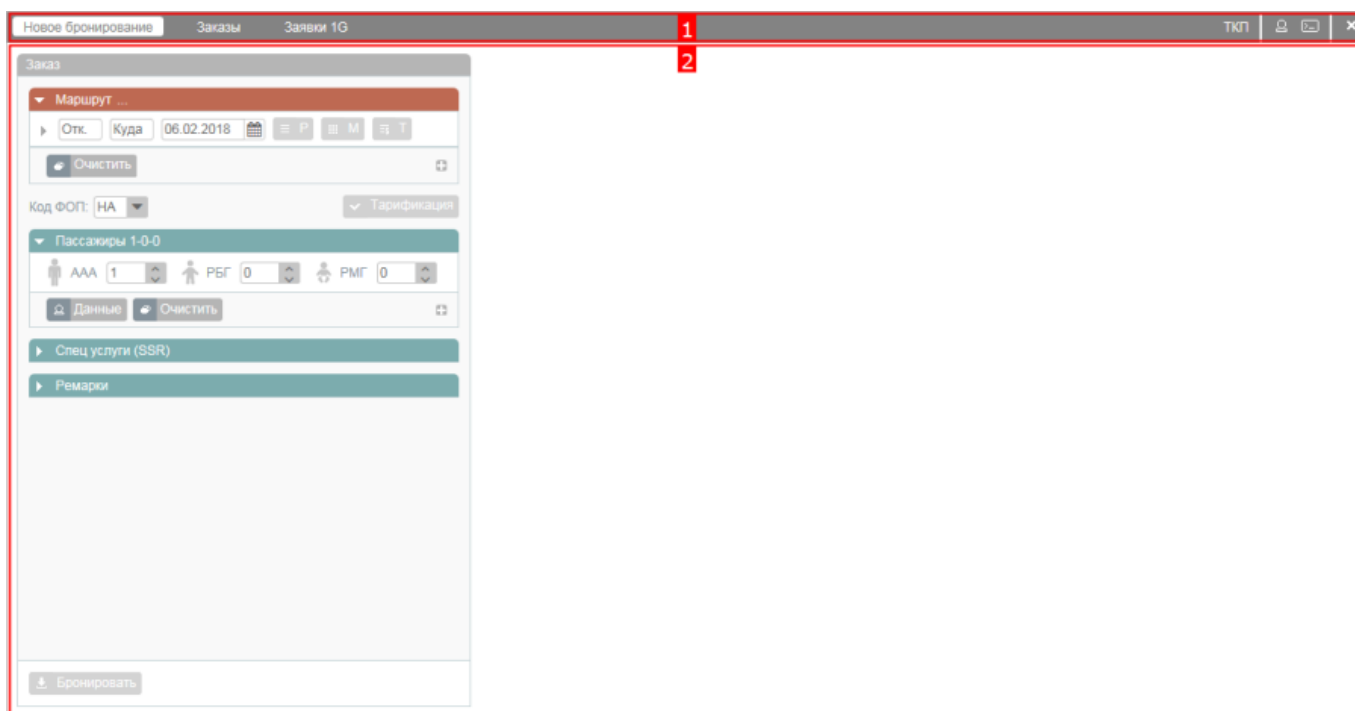 Новое бронирование Заказы Заявки 1G 1 ТКП
2
Заказ
Маршрут ...
Отк. Куда 06.02.2018 Р М Т
Очистить
Код ФОП: НА Тарификация
Пассажиры 1-0-0
ААА 1 РБГ 0 РМГ 0
Данные Очистить
Спец услуги (SSR)
Ремарки
Бронировать